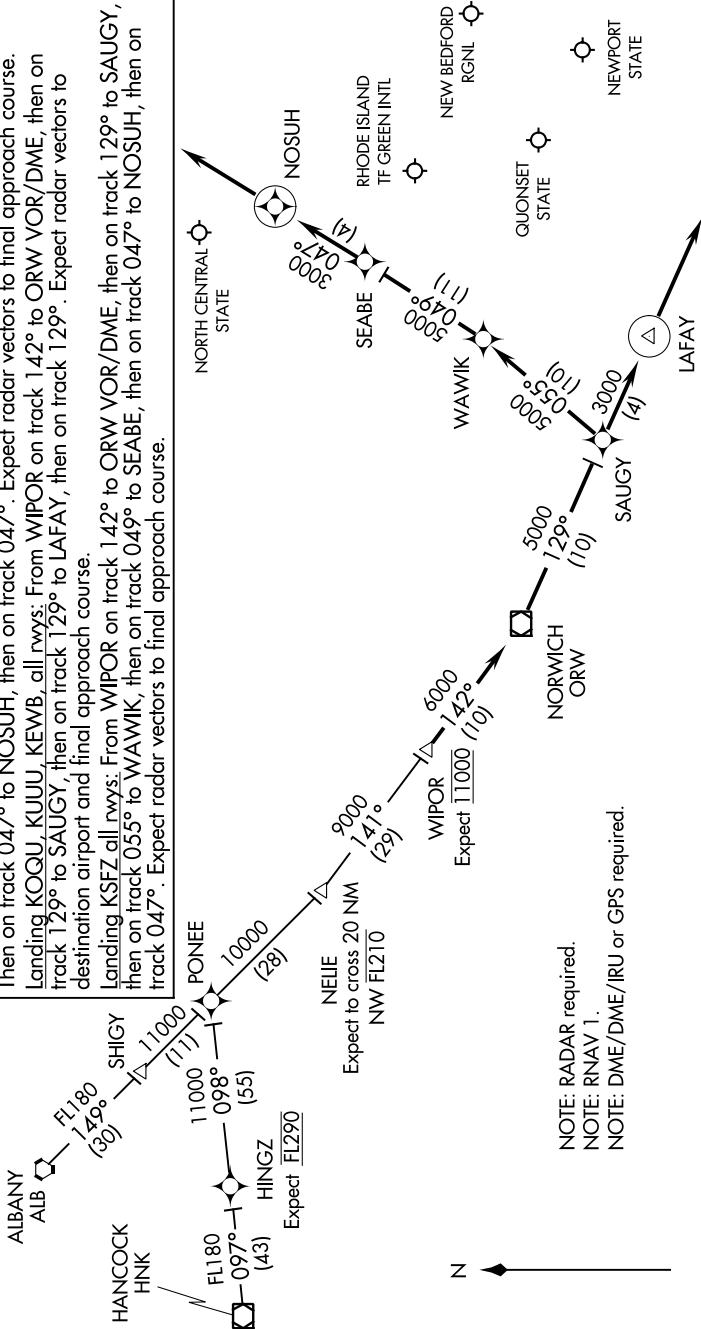 Then on track 047° to NOSUH, then on track 047°. Expect radar vectors to final approach course.
Landing KOQU, KUUU, KEWB, all rwys: From WIPOR on track 142° to ORW VOR/DME, then on
track 129° to SAUGY, then on track 129° to LAFAY, then on track 129°. Expect radar vectors to
destination airport and final approach course.
Landing KSFZ all rwys: From WIPOR on track 142° to ORW VOR/DME, then on track 129° to SAUGY,
then on track 055° to WAWIK, then on track 049° to SEABE, then on track 047° to NOSUH, then on
track 047°. Expect radar vectors to final approach course.
ALBANY
ALB
FL180
149°
(30)
SHIGY
11000
(11)
PONEE
HANCOCK
HNK
FL180
097°
(43)
HINGZ
Expect FL290
11000
098°
(55)
10000
(28)
NELIE
Expect to cross 20 NM
NW FL210
9000
141°
(29)
WIPOR
Expect 11000
6000
142°
(10)
NORWICH
ORW
5000
129°
(10)
SAUGY
3000
(4)
LAFAY
5000
055°
(10)
WAWIK
5000
049°
(11)
SEABE
3000
047°
(4)
NOSUH
NORTH CENTRAL
STATE
RHODE ISLAND
TF GREEN INTL
NEW BEDFORD
RGNL
QUONSET
STATE
NEWPORT
STATE
NOTE: RADAR required.
NOTE: RNAV 1.
NOTE: DME/DME/IRU or GPS required.
N